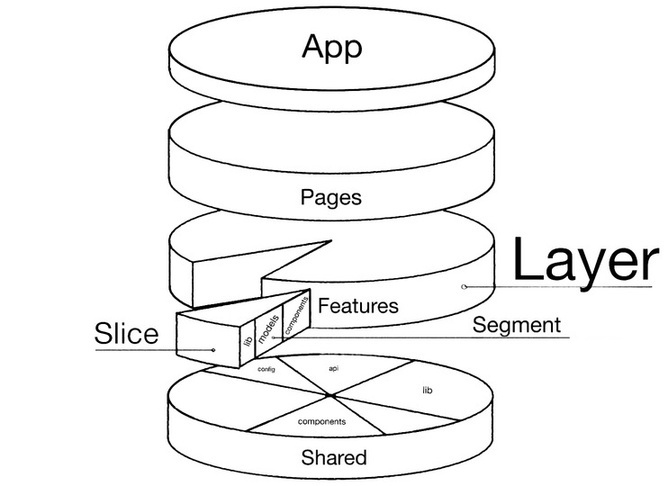 App
Pages
Layer
Features
components
models
lib
Segment
Slice
config
api
lib
components
Shared